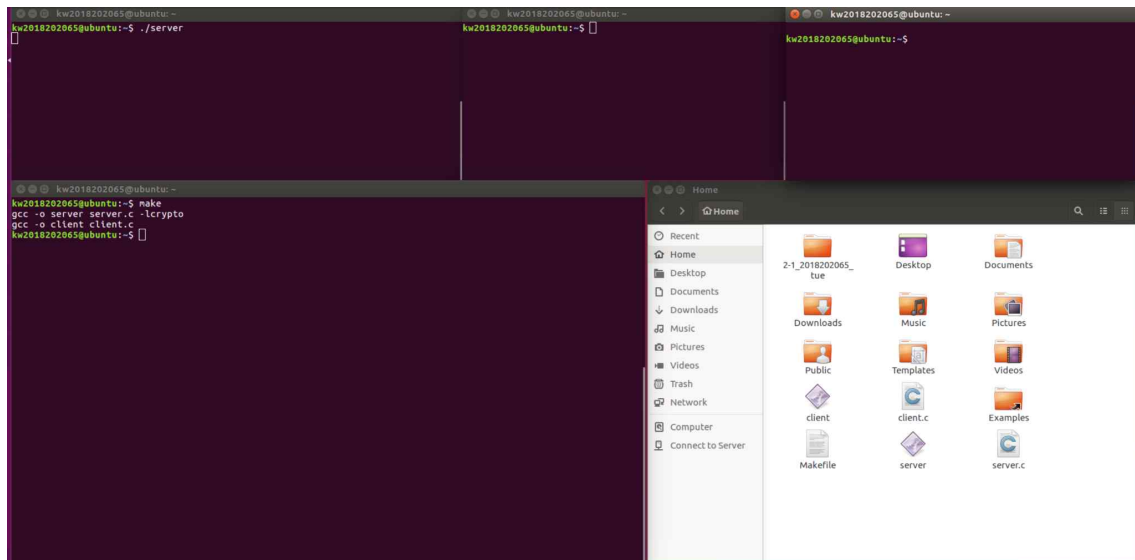 kw2018202065@ubuntu: ~
kw2018202065@ubuntu:~$ ./server
kw2018202065@ubuntu: ~
kw2018202065@ubuntu:~$
kw2018202065@ubuntu: ~
kw2018202065@ubuntu:~$
kw2018202065@ubuntu: ~
kw2018202065@ubuntu:~$ make
gcc -o server server.c -lcrypto
gcc -o client client.c
kw2018202065@ubuntu:~$
Home
Home
Recent
Home
Desktop
Documents
Downloads
Music
Pictures
Videos
Trash
Network
Computer
Connect to Server
2-1_2018202065_
tue
Desktop
Documents
Downloads
Music
Pictures
Public
Templates
Videos
client
client.c
Examples
Makefile
server
server.c